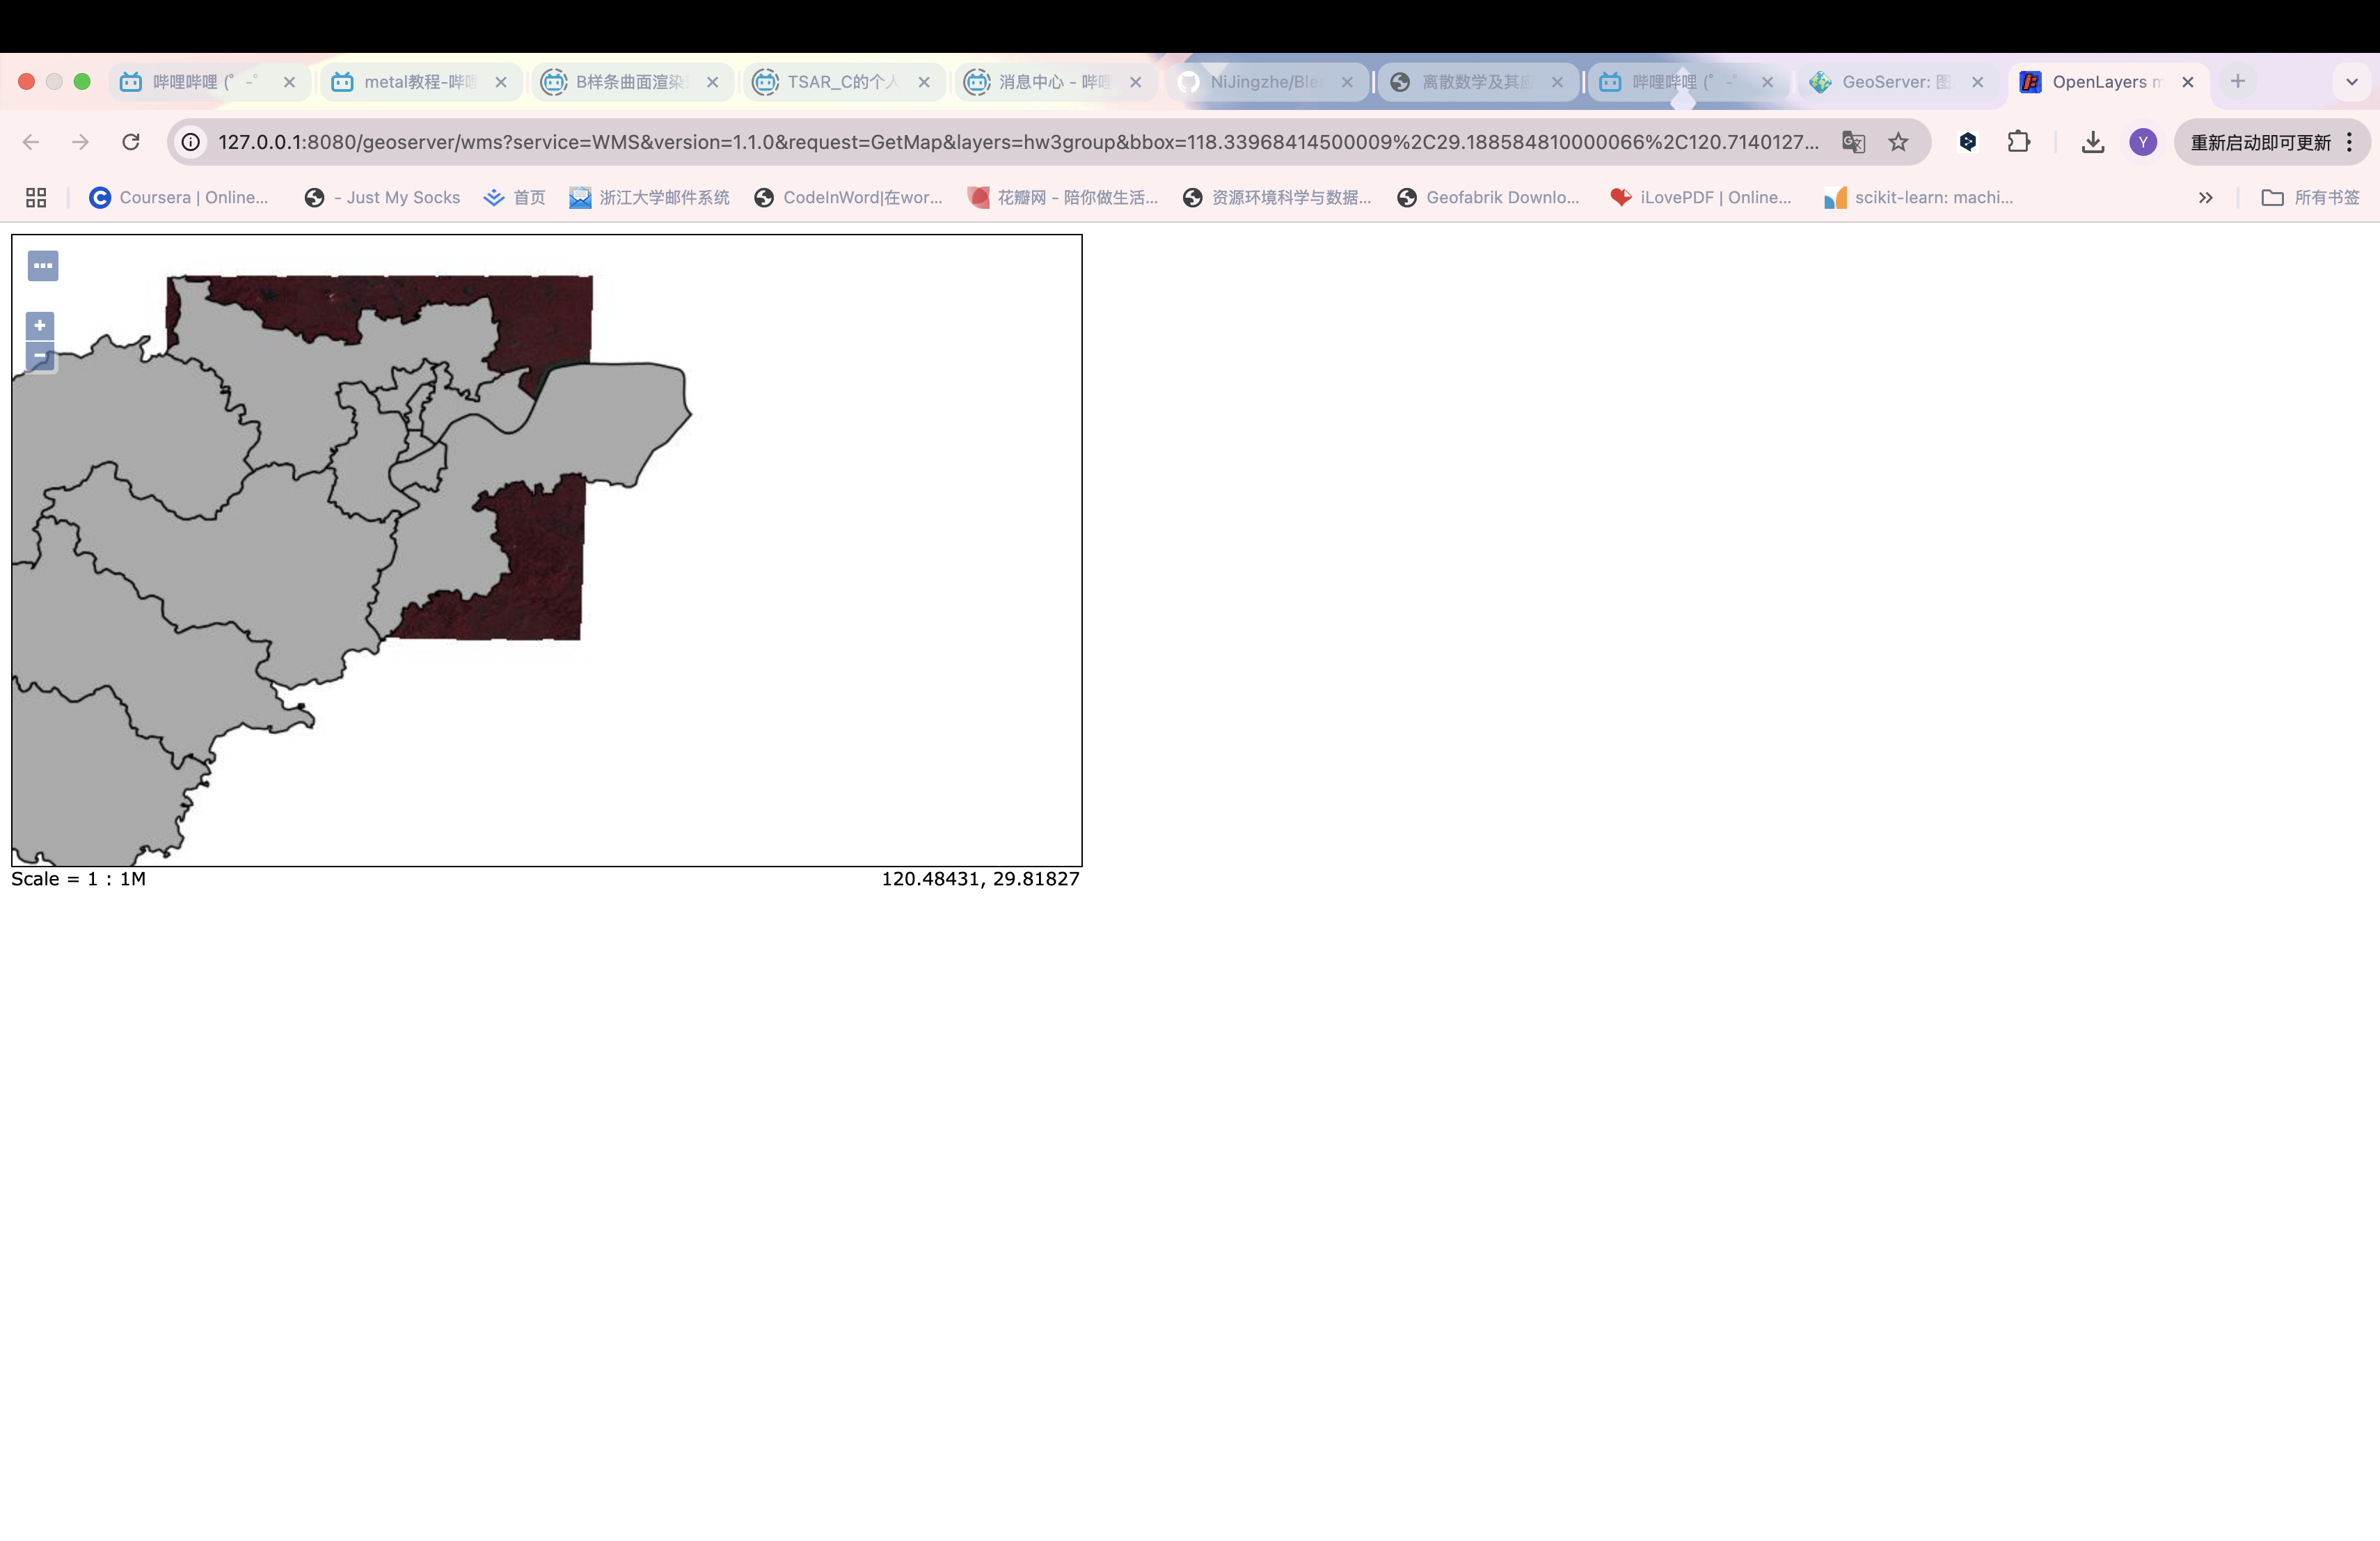 哔哩哔哩 (゜-゜
metal教程-哔哩
B样条曲面渲染
TSAR_C的个人
消息中心 - 哔哩
NiJingzhe/Ble
离散数学及其应
哔哩哔哩 (゜-゜
GeoServer: 图
OpenLayers m
127.0.0.1:8080/geoserver/wms?service=WMS&version=1.1.0&request=GetMap&layers=hw3group&bbox=118.33968414500009%2C29.188584810000066%2C120.7140127...
Y
重新启动即可更新
Coursera | Online...
- Just My Socks
首页
浙江大学邮件系统
CodeInWord|在wor...
花瓣网 - 陪你做生活...
资源环境科学与数据...
Geofabrik Downlo...
iLovePDF | Online...
scikit-learn: machi...
»
所有书签
+
−
Scale = 1 : 1M
120.48431, 29.81827